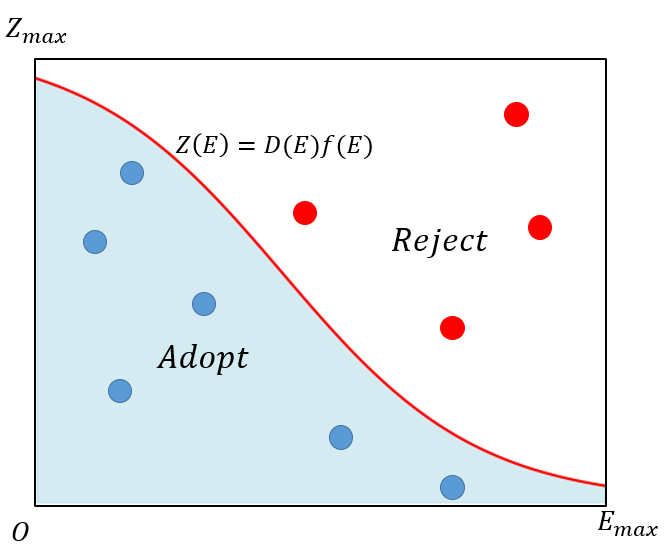 Z_max
Z(E) = D(E)f(E)
Reject
Adopt
O
E_max